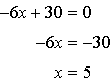 −6x + 30 = 0
−6x = −30
x = 5